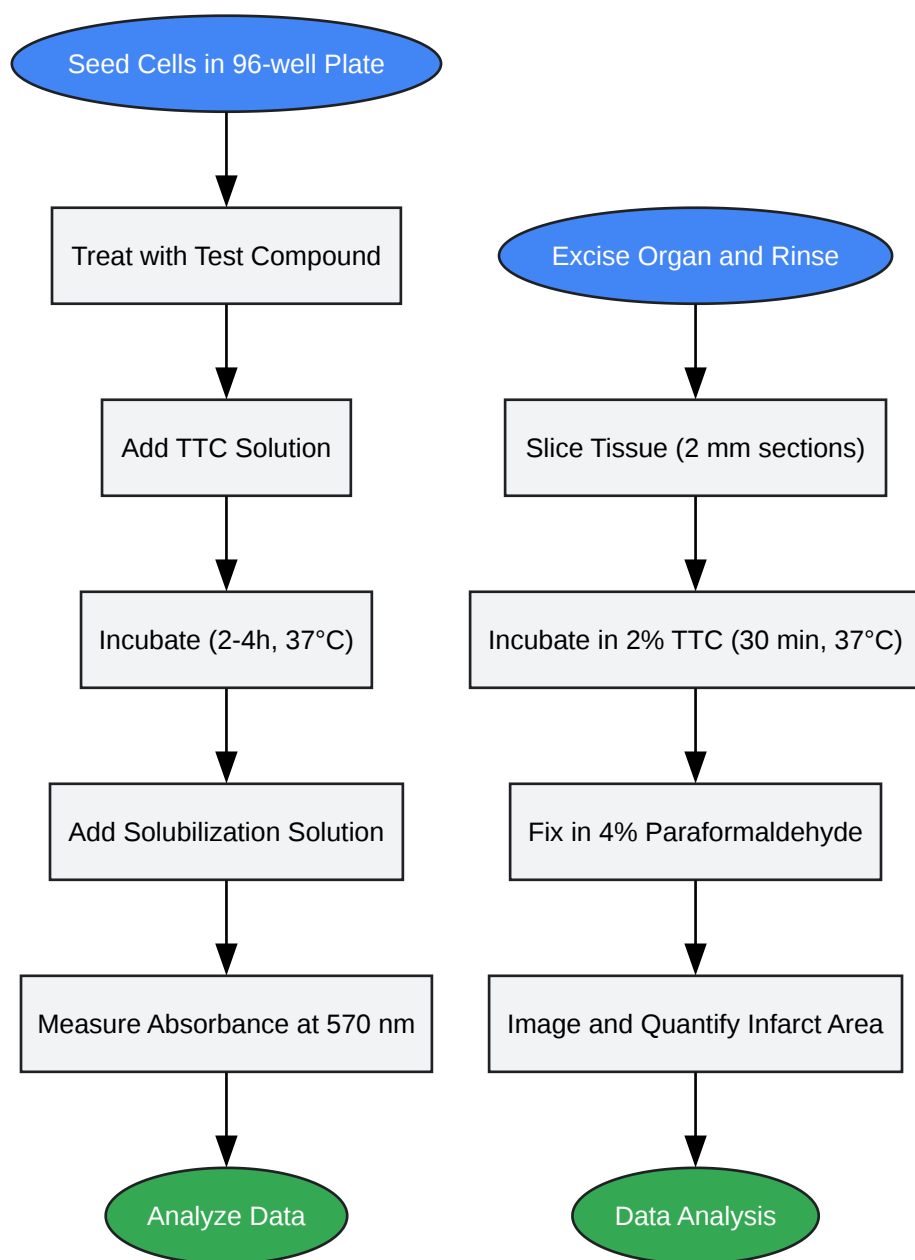 Seed Cells in 96-well Plate
Treat with Test Compound
Add TTC Solution
Incubate (2-4h, 37°C)
Add Solubilization Solution
Measure Absorbance at 570 nm
Analyze Data
Excise Organ and Rinse
Slice Tissue (2 mm sections)
Incubate in 2% TTC (30 min, 37°C)
Fix in 4% Paraformaldehyde
Image and Quantify Infarct Area
Data Analysis